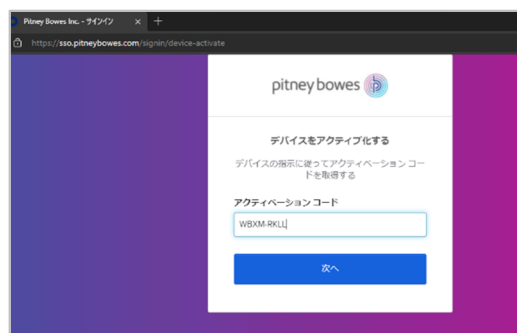 Pitney Bowes Inc. - サインイン
https://sso.pitneybowes.com/signin/device-activate
pitney bowes
デバイスをアクティブ化する
デバイスの指示に従ってアクティベーション コー
ドを取得する
アクティベーション コード
WBXM-RKLL
次へ